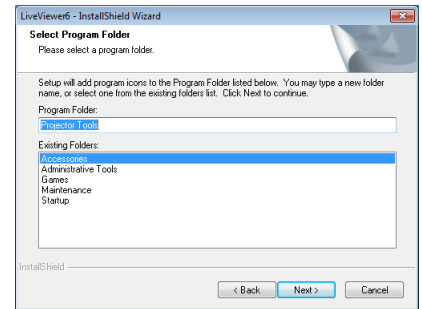 LiveViewer6 - InstallShield Wizard
Select Program Folder
Please select a program folder.
Setup will add program icons to the Program Folder listed below. You may type a new folder
name, or select one from the existing folders list. Click Next to continue.
Program Folder:
Projector Tools
Existing Folders:
Accessories
Administrative Tools
Games
Maintenance
Startup
InstallShield
< Back
Next >
Cancel